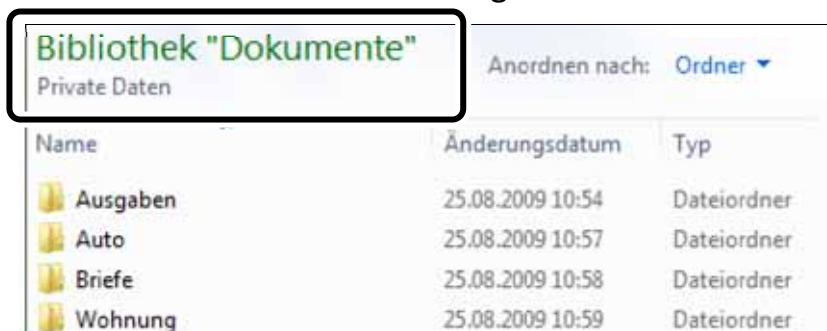 Bibliothek "Dokumente"
Anordnen nach: Ordner
Private Daten
Name Änderungsdatum Typ
Ausgaben 25.08.2009 10:54 Dateiordner
Auto 25.08.2009 10:57 Dateiordner
Briefe 25.08.2009 10:58 Dateiordner
Wohnung 25.08.2009 10:59 Dateiordner